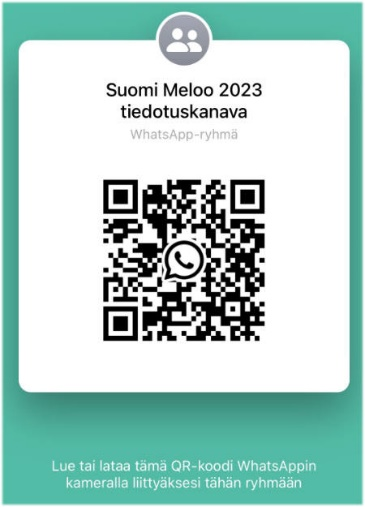 Suomi Meloo 2023
tiedotuskanava
WhatsApp-ryhmä
Lue tai lataa tämä QR-koodi WhatsAppin
kameralla liittyäksesi tähän ryhmään